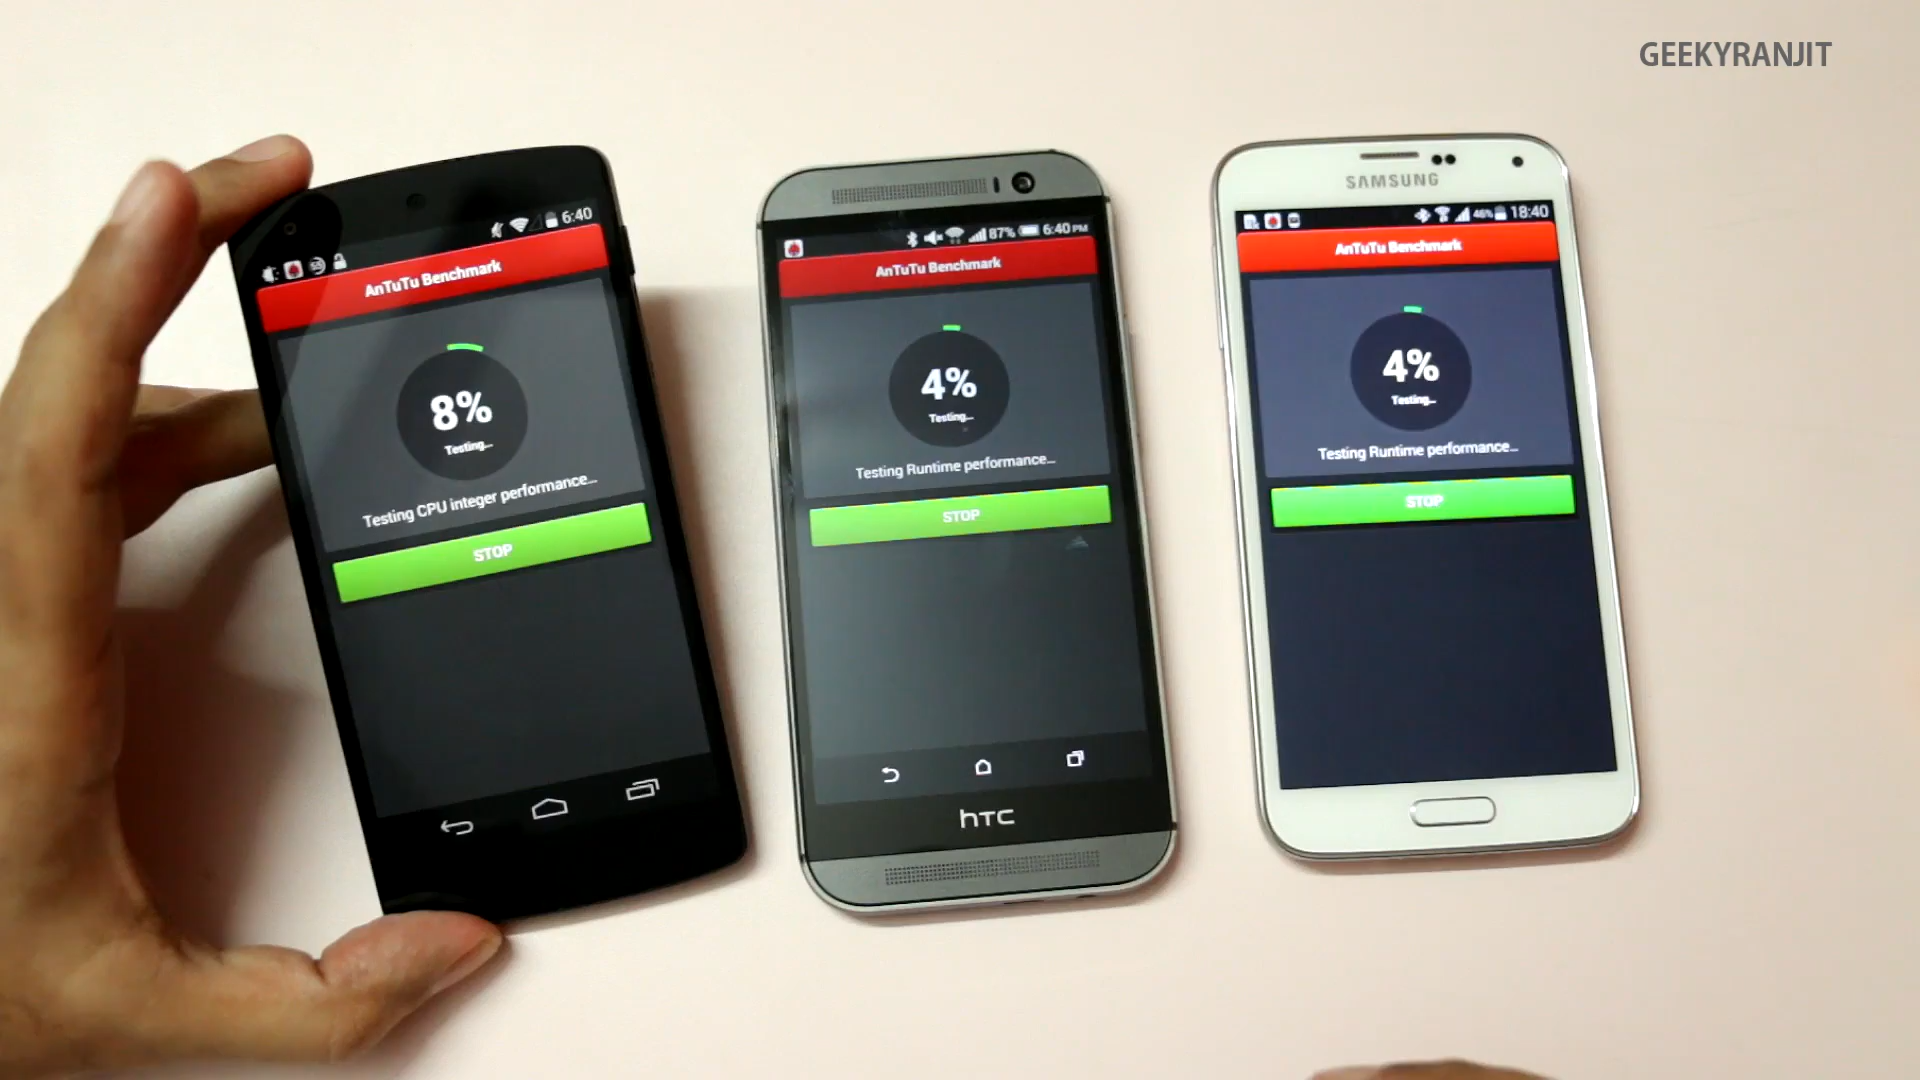 GEEKYRANJIT
6:40
AnTuTu Benchmark
8%
Testing...
Testing CPU integer performance...
STOP
87% 6:40 PM
AnTuTu Benchmark
4%
Testing...
Testing Runtime performance...
STOP
hTC
SAMSUNG
46% 18:40
AnTuTu Benchmark
4%
Testing...
Testing Runtime performance...
STOP